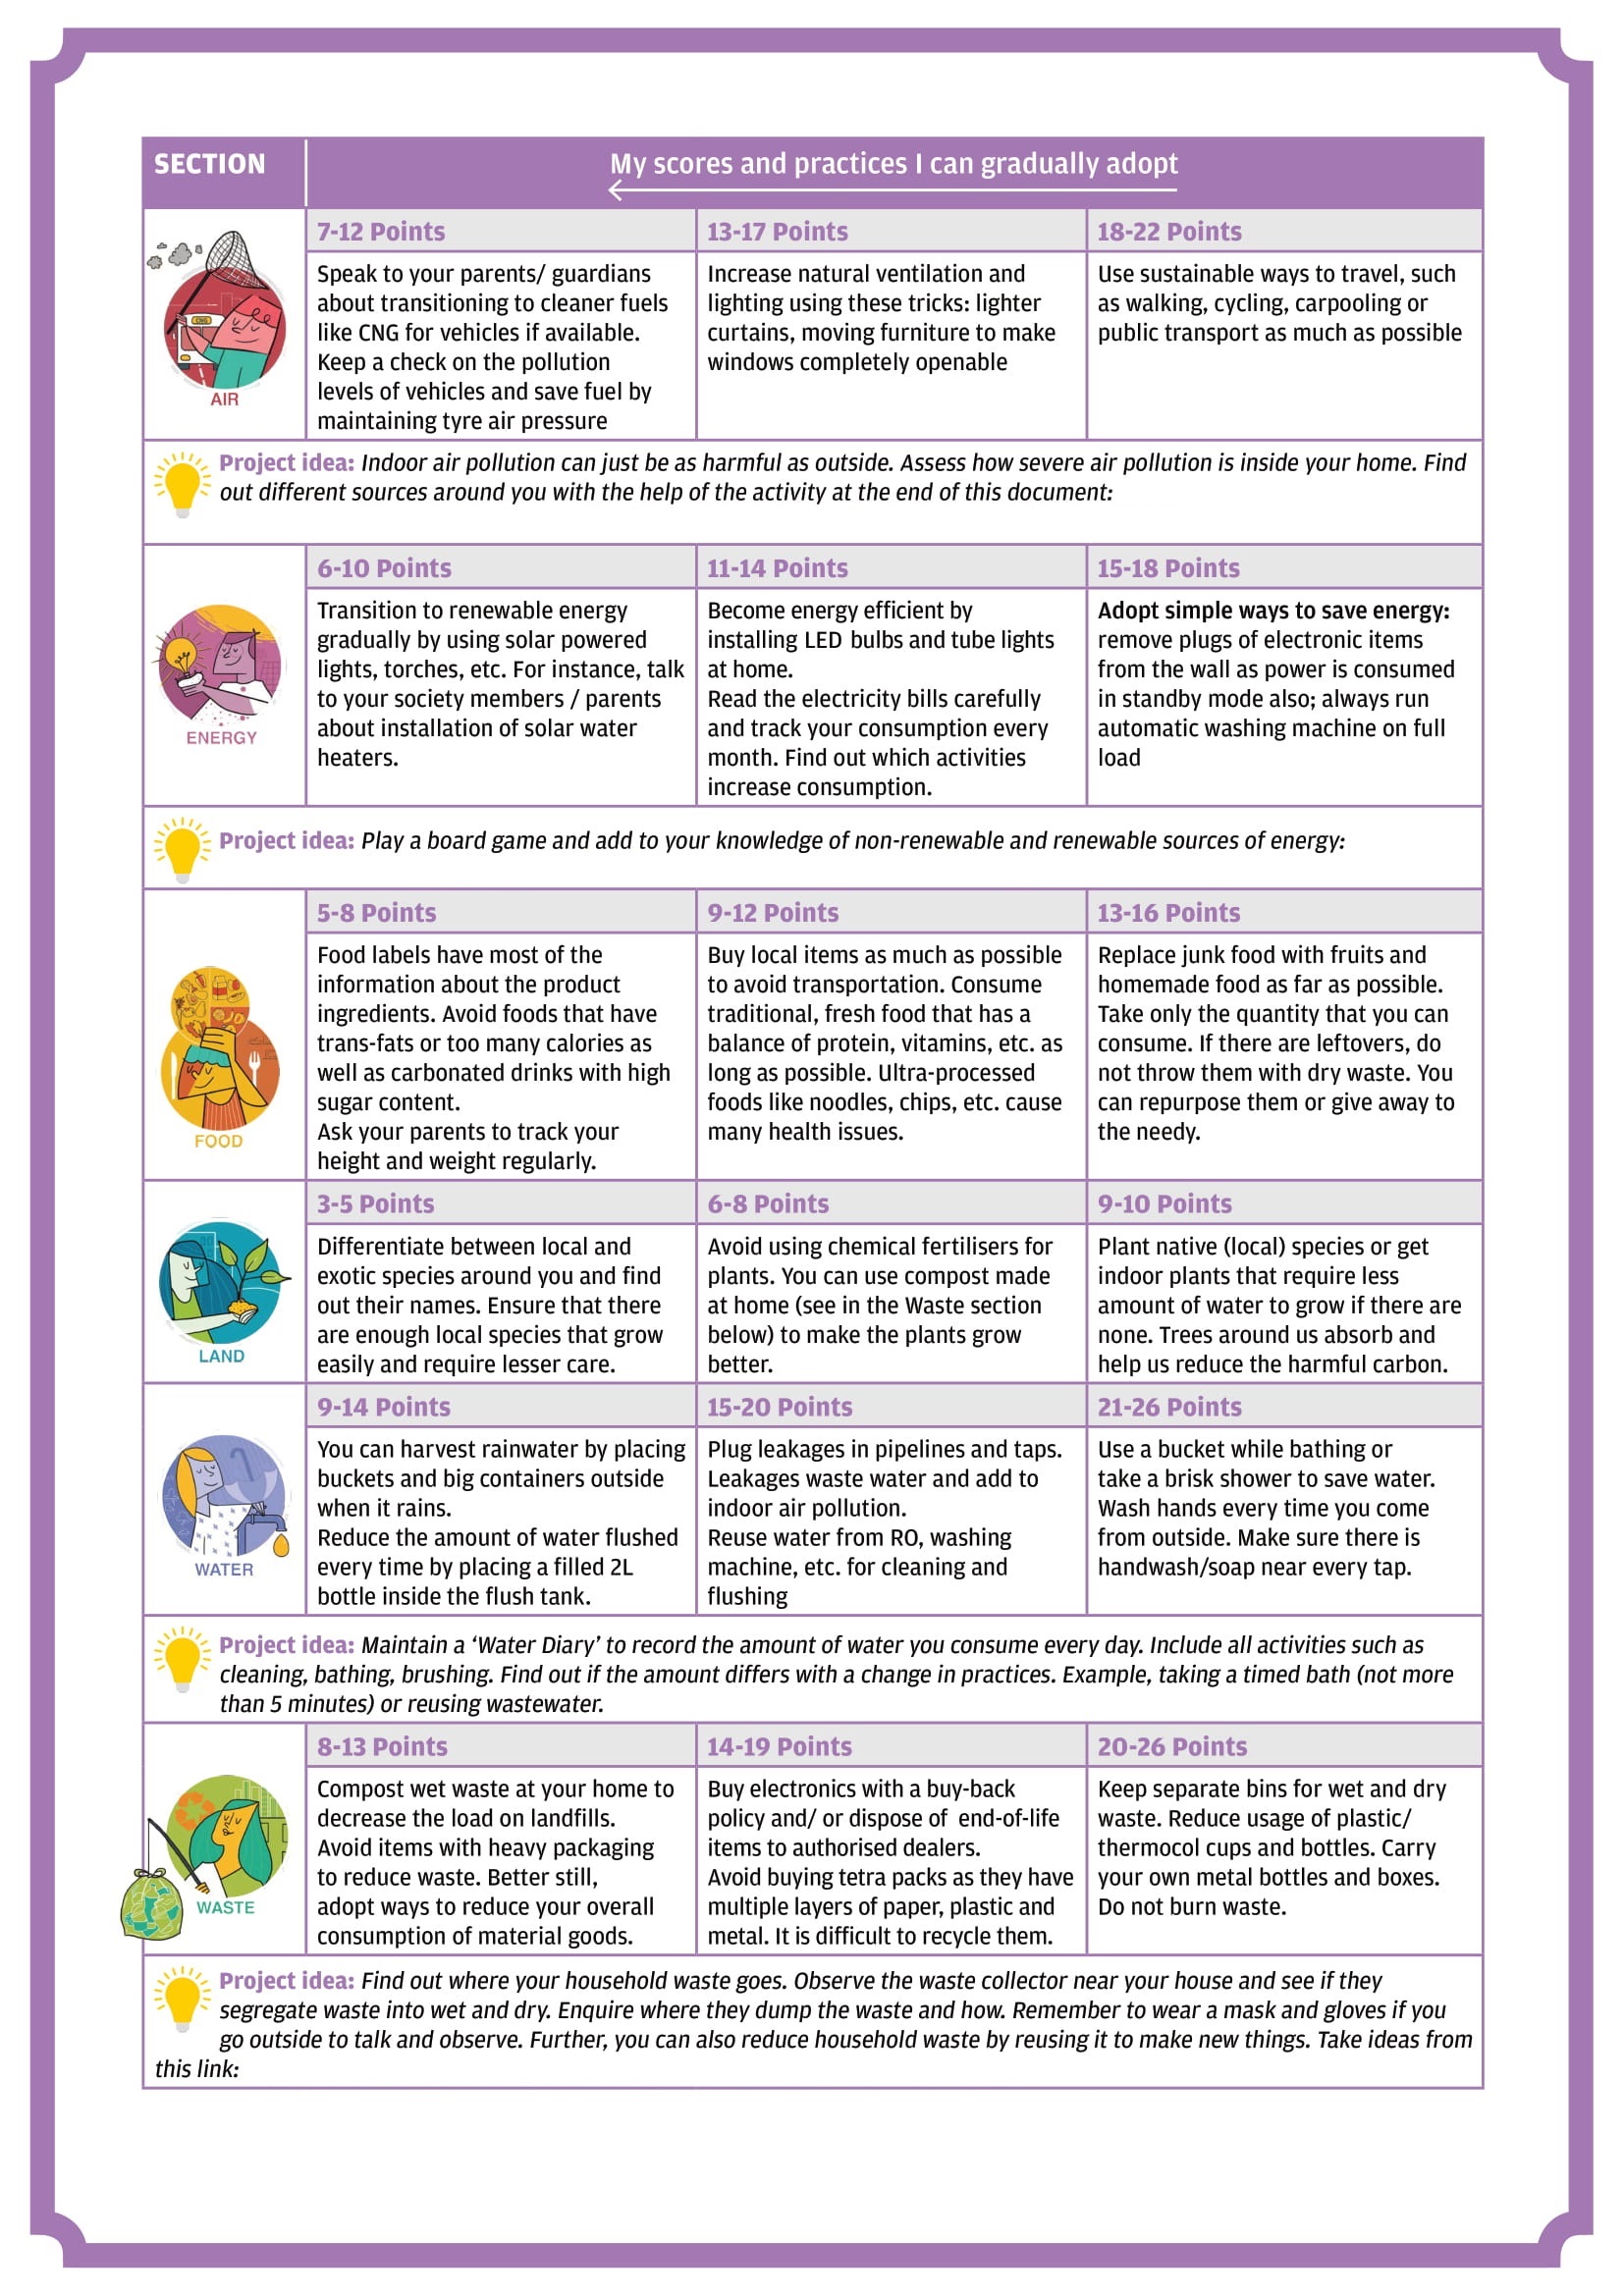 SECTION
My scores and practices I can gradually adopt
7-12 Points
13-17 Points
18-22 Points
CNG
AIR
Speak to your parents/ guardians
about transitioning to cleaner fuels
like CNG for vehicles if available.
Keep a check on the pollution
levels of vehicles and save fuel by
maintaining tyre air pressure
Increase natural ventilation and
lighting using these tricks: lighter
curtains, moving furniture to make
windows completely openable
Use sustainable ways to travel, such
as walking, cycling, carpooling or
public transport as much as possible
Project idea: Indoor air pollution can just be as harmful as outside. Assess how severe air pollution is inside your home. Find
out different sources around you with the help of the activity at the end of this document:
6-10 Points
11-14 Points
15-18 Points
ENERGY
Transition to renewable energy
gradually by using solar powered
lights, torches, etc. For instance, talk
to your society members / parents
about installation of solar water
heaters.
Become energy efficient by
installing LED bulbs and tube lights
at home.
Read the electricity bills carefully
and track your consumption every
month. Find out which activities
increase consumption.
Adopt simple ways to save energy:
remove plugs of electronic items
from the wall as power is consumed
in standby mode also; always run
automatic washing machine on full
load
Project idea: Play a board game and add to your knowledge of non-renewable and renewable sources of energy:
5-8 Points
9-12 Points
13-16 Points
FOOD
Food labels have most of the
information about the product
ingredients. Avoid foods that have
trans-fats or too many calories as
well as carbonated drinks with high
sugar content.
Ask your parents to track your
height and weight regularly.
Buy local items as much as possible
to avoid transportation. Consume
traditional, fresh food that has a
balance of protein, vitamins, etc. as
long as possible. Ultra-processed
foods like noodles, chips, etc. cause
many health issues.
Replace junk food with fruits and
homemade food as far as possible.
Take only the quantity that you can
consume. If there are leftovers, do
not throw them with dry waste. You
can repurpose them or give away to
the needy.
3-5 Points
6-8 Points
9-10 Points
LAND
Differentiate between local and
exotic species around you and find
out their names. Ensure that there
are enough local species that grow
easily and require lesser care.
Avoid using chemical fertilisers for
plants. You can use compost made
at home (see in the Waste section
below) to make the plants grow
better.
Plant native (local) species or get
indoor plants that require less
amount of water to grow if there are
none. Trees around us absorb and
help us reduce the harmful carbon.
9-14 Points
15-20 Points
21-26 Points
WATER
You can harvest rainwater by placing
buckets and big containers outside
when it rains.
Reduce the amount of water flushed
every time by placing a filled 2L
bottle inside the flush tank.
Plug leakages in pipelines and taps.
Leakages waste water and add to
indoor air pollution.
Reuse water from RO, washing
machine, etc. for cleaning and
flushing
Use a bucket while bathing or
take a brisk shower to save water.
Wash hands every time you come
from outside. Make sure there is
handwash/soap near every tap.
Project idea: Maintain a ‘Water Diary’ to record the amount of water you consume every day. Include all activities such as
cleaning, bathing, brushing. Find out if the amount differs with a change in practices. Example, taking a timed bath (not more
than 5 minutes) or reusing wastewater.
8-13 Points
14-19 Points
20-26 Points
WASTE
Compost wet waste at your home to
decrease the load on landfills.
Avoid items with heavy packaging
to reduce waste. Better still,
adopt ways to reduce your overall
consumption of material goods.
Buy electronics with a buy-back
policy and/ or dispose of end-of-life
items to authorised dealers.
Avoid buying tetra packs as they have
multiple layers of paper, plastic and
metal. It is difficult to recycle them.
Keep separate bins for wet and dry
waste. Reduce usage of plastic/
thermocol cups and bottles. Carry
your own metal bottles and boxes.
Do not burn waste.
Project idea: Find out where your household waste goes. Observe the waste collector near your house and see if they
segregate waste into wet and dry. Enquire where they dump the waste and how. Remember to wear a mask and gloves if you
go outside to talk and observe. Further, you can also reduce household waste by reusing it to make new things. Take ideas from
this link: